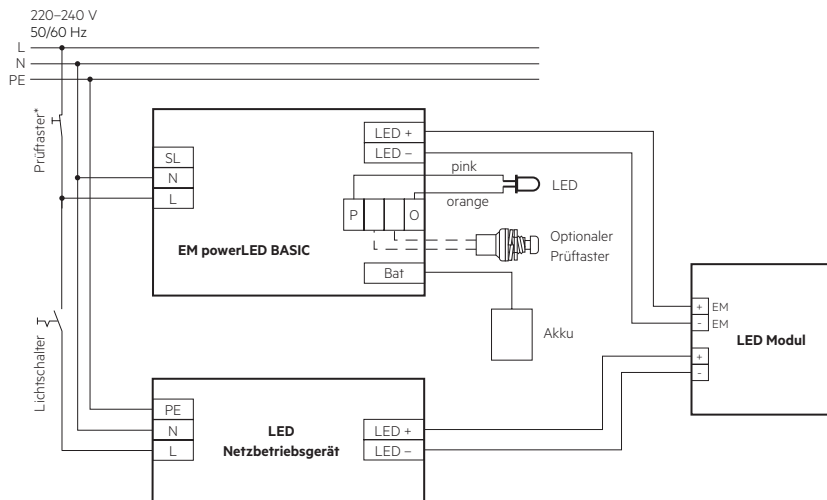 220–240 V
50/60 Hz
L
N
PE
Prüftaster*
SL
N
L
LED +
LED –
pink
LED
orange
P
O
EM powerLED BASIC
Optionaler
Prüftaster
Bat
Akku
+ EM
- EM
+
-
LED Modul
Lichtschalter
PE
N
L
LED
Netzbetriebsgerät
LED +
LED –